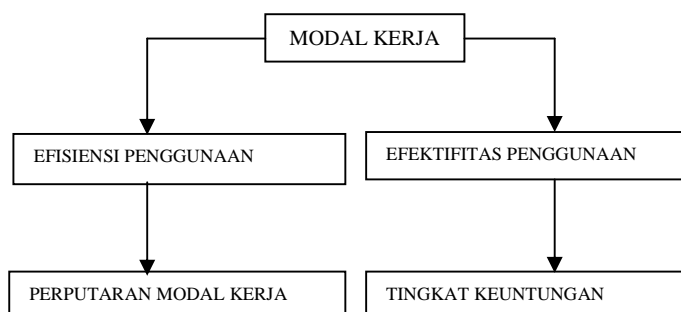 MODAL KERJA
EFISIENSI PENGGUNAAN
EFEKTIFITAS PENGGUNAAN
PERPUTARAN MODAL KERJA
TINGKAT KEUNTUNGAN